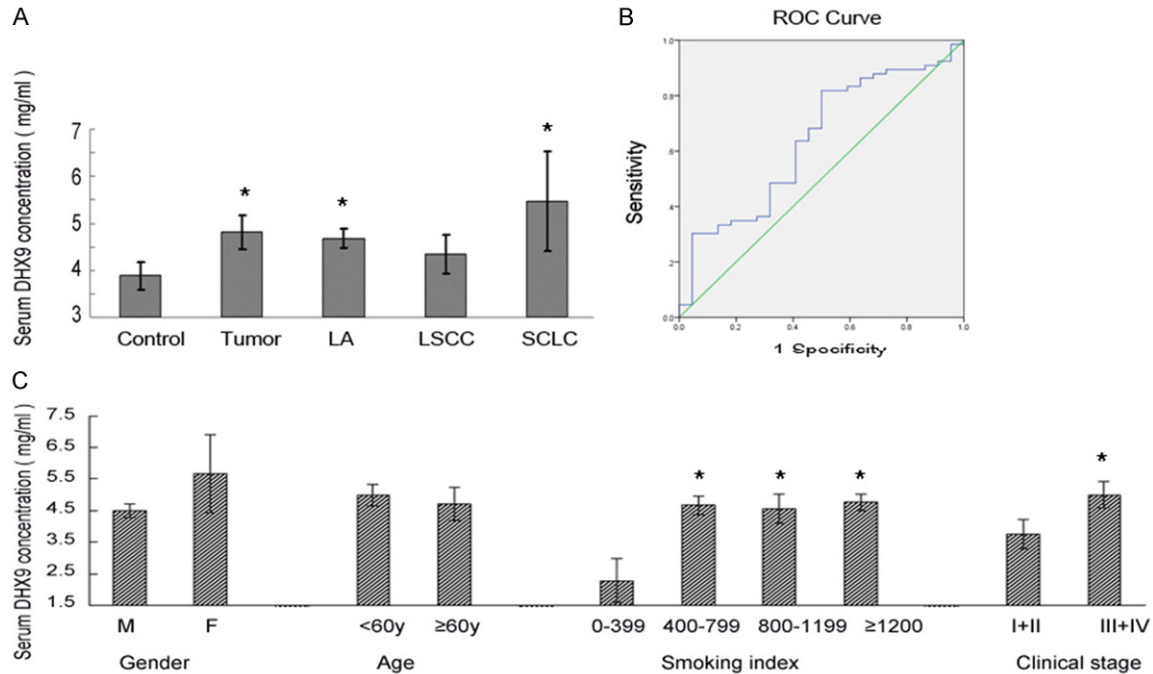 A
Serum DHX9 concentration ( mg/ml )
7
6
5
4
3
*
*
*
Control Tumor LA LSCC SCLC
B
ROC Curve
Sensitivity
1.0
0.8
.6
.4
.2
0.0
0.0 0.2 0.4 0.6 0.8 1.0
1 Specificity
C
Serum DHX9 concentration ( mg/ml )
7.5
6.5
5.5
4.5
3.5
2.5
1.5
* * * *
M F <60y ≥60y 0-399 400-799 800-1199 ≥1200 I+II III+IV
Gender Age Smoking index Clinical stage